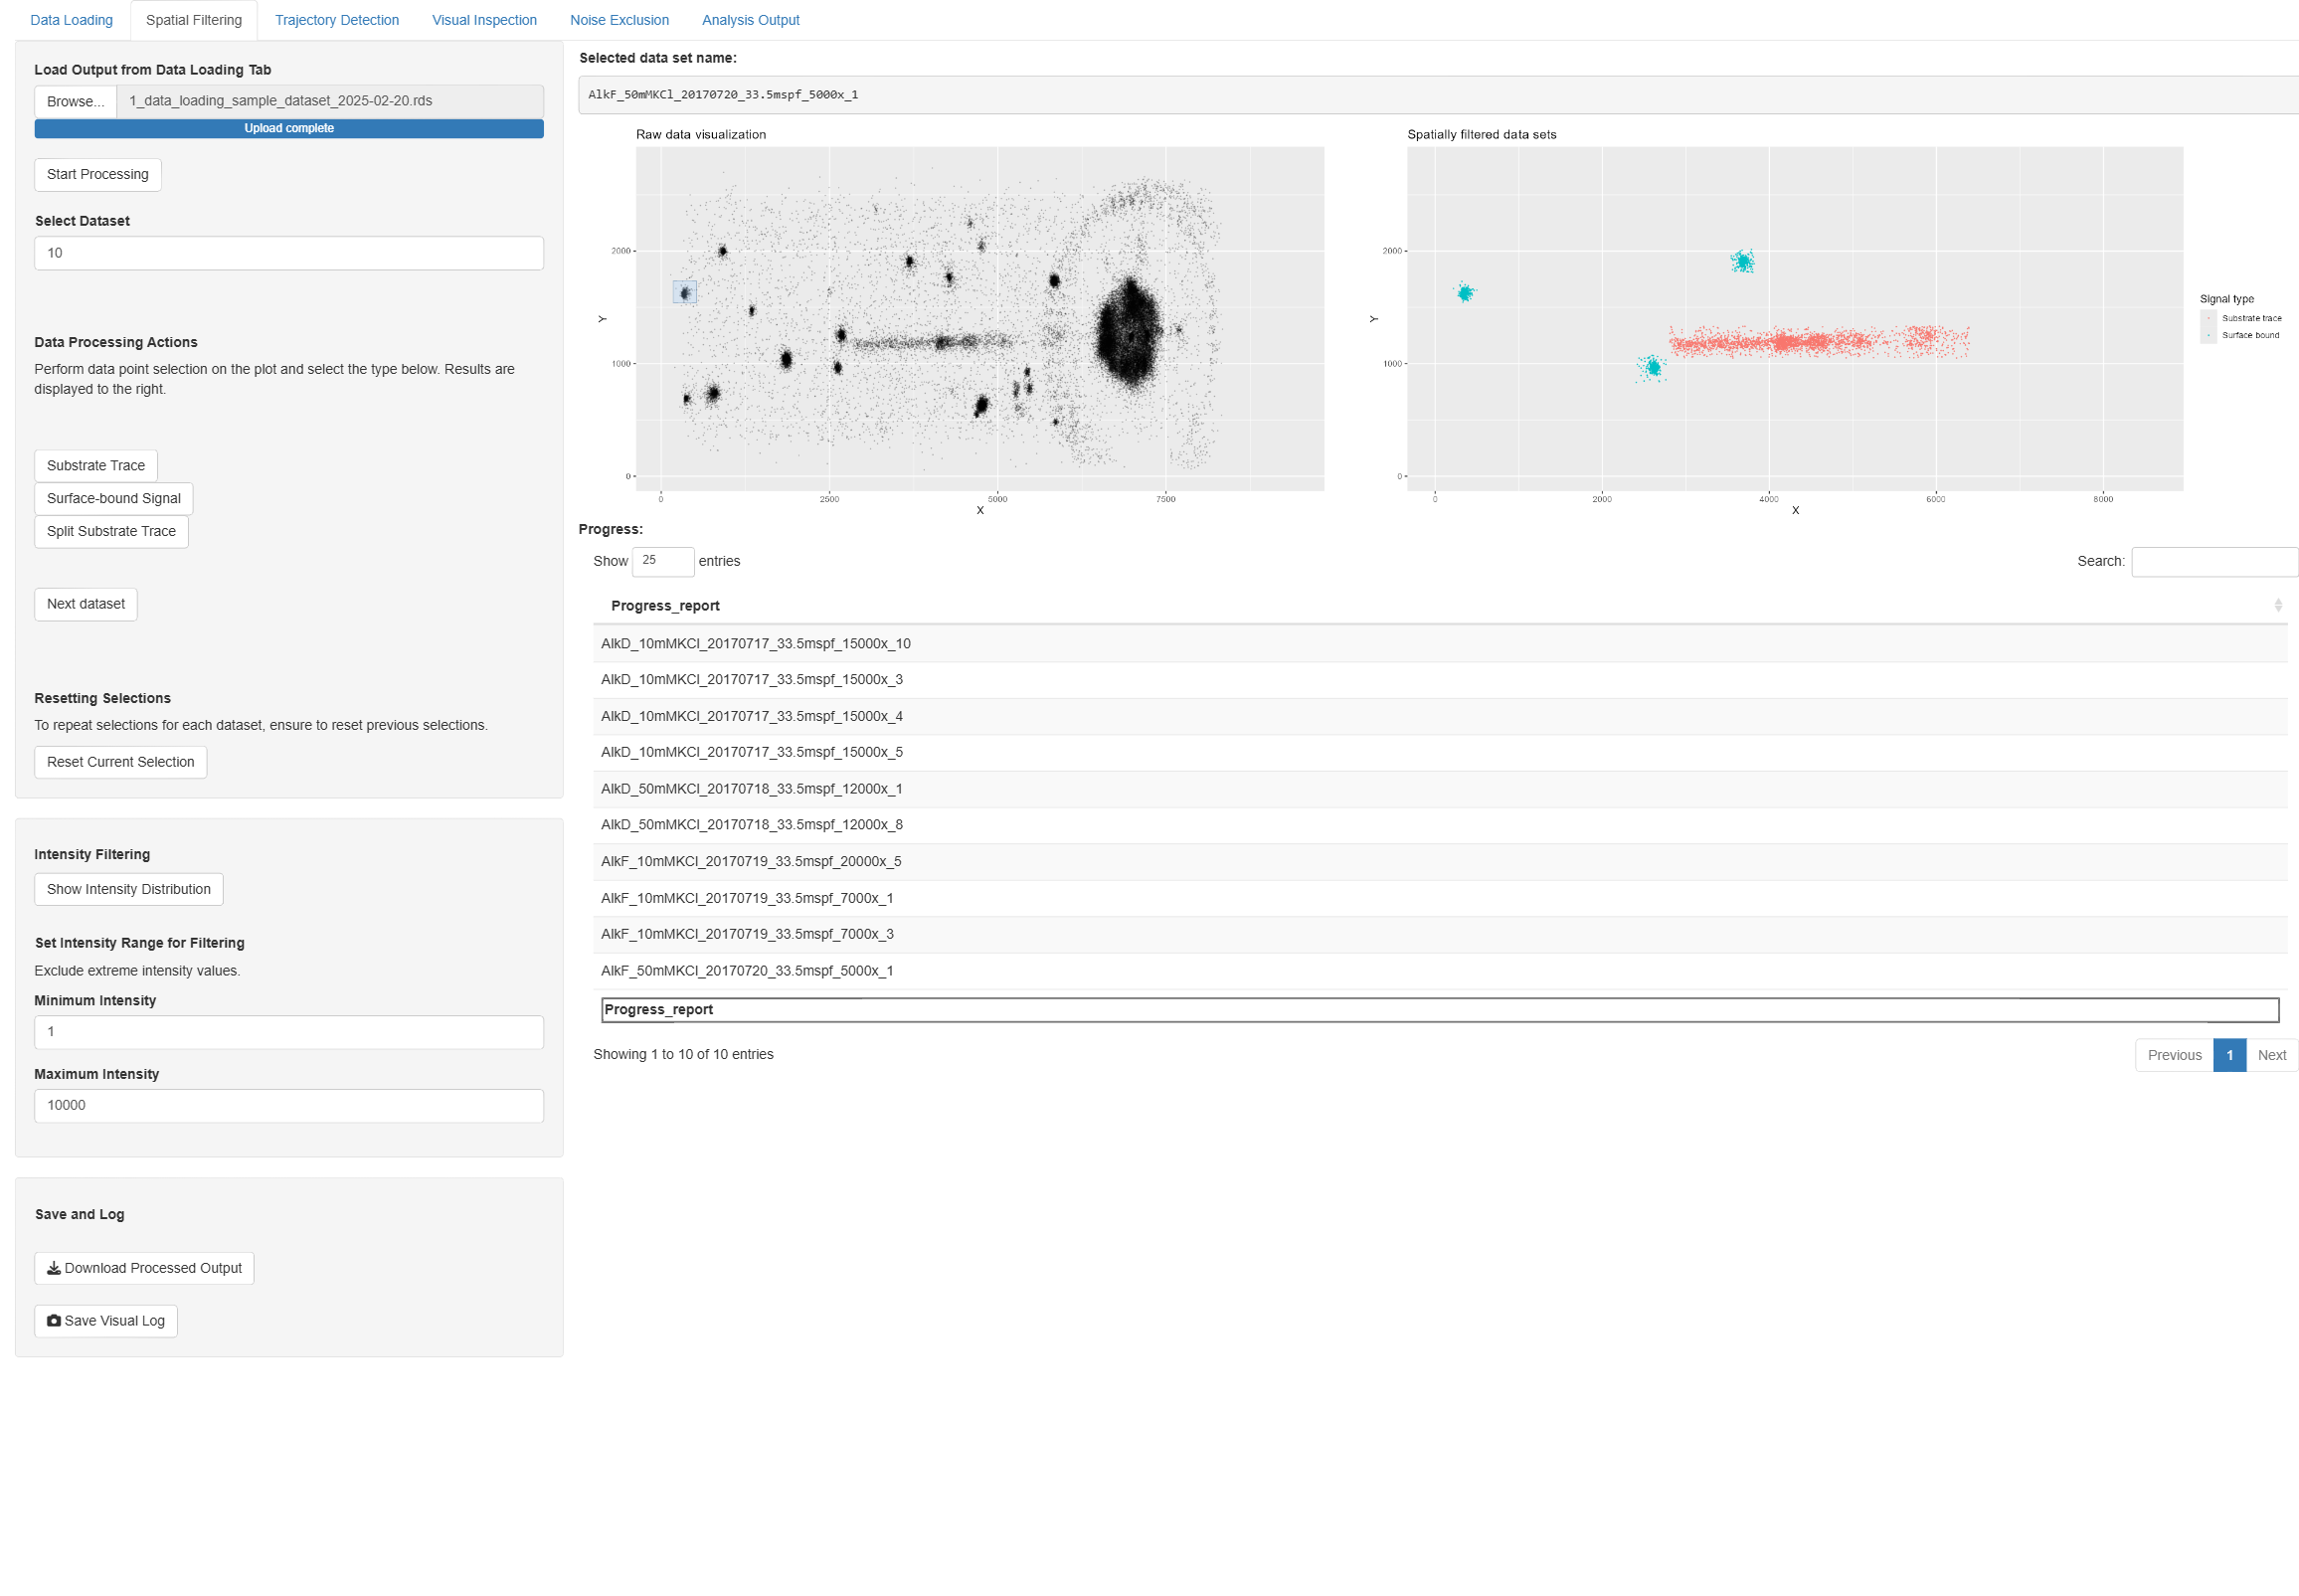 Data Loading Spatial Filtering Trajectory Detection Visual Inspection Noise Exclusion Analysis Output
Load Output from Data Loading Tab
Browse... 1_data_loading_sample_dataset_2025-02-20.rds
Upload complete
Start Processing
Select Dataset
10
Data Processing Actions
Perform data point selection on the plot and select the type below. Results are
displayed to the right.
Substrate Trace
Surface-bound Signal
Split Substrate Trace
Next dataset
Resetting Selections
To repeat selections for each dataset, ensure to reset previous selections.
Reset Current Selection
Intensity Filtering
Show Intensity Distribution
Set Intensity Range for Filtering
Exclude extreme intensity values.
Minimum Intensity
1
Maximum Intensity
10000
Save and Log
Download Processed Output
Save Visual Log
Selected data set name:
AlkF_50mMKCl_20170720_33.5mspf_5000x_1
Raw data visualization
2000
1000
0
Y
0 2500 5000 7500
X
Spatially filtered data sets
2000
1000
0
Y
0 2000 4000 6000 8000
X
Signal type
Substrate trace
Surface bound
Progress:
Show 25 entries
Search:
Progress_report
AlkD_10mMKCl_20170717_33.5mspf_15000x_10
AlkD_10mMKCl_20170717_33.5mspf_15000x_3
AlkD_10mMKCl_20170717_33.5mspf_15000x_4
AlkD_10mMKCl_20170717_33.5mspf_15000x_5
AlkD_50mMKCl_20170718_33.5mspf_12000x_1
AlkD_50mMKCl_20170718_33.5mspf_12000x_8
AlkF_10mMKCl_20170719_33.5mspf_20000x_5
AlkF_10mMKCl_20170719_33.5mspf_7000x_1
AlkF_10mMKCl_20170719_33.5mspf_7000x_3
AlkF_50mMKCl_20170720_33.5mspf_5000x_1
Progress_report
Showing 1 to 10 of 10 entries
Previous 1 Next